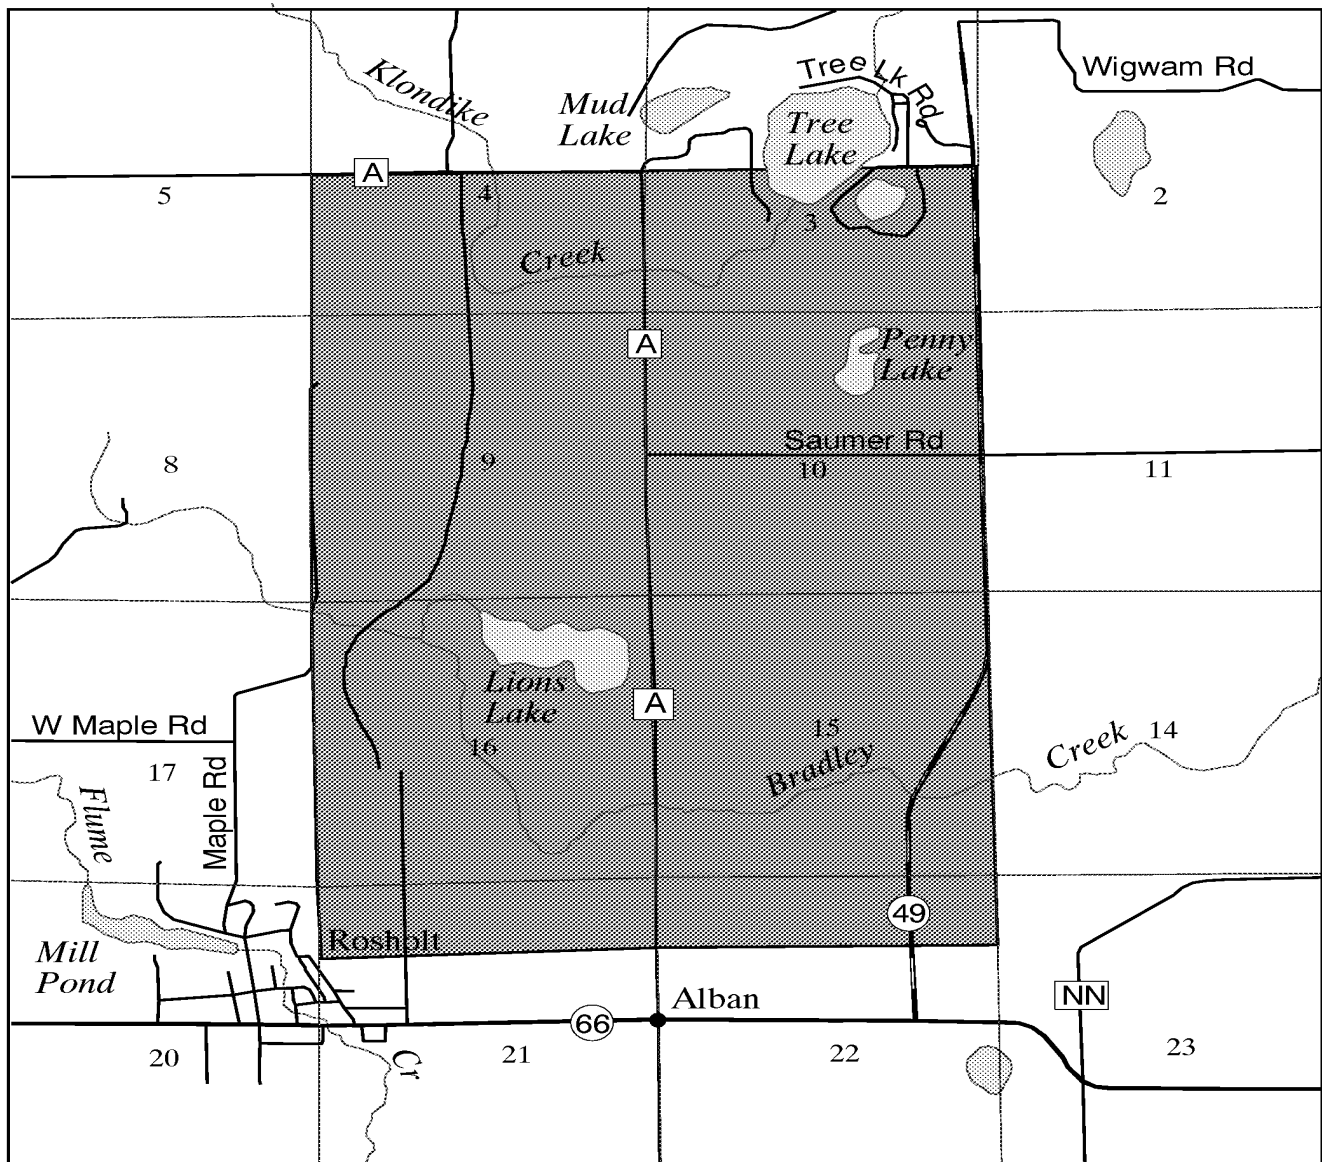 Klondike
Mud
Lake
Tree Lk Rd
Tree
Lake
Wigwam Rd
A
5
4
3
2
Creek
A
Penny
Lake
Saumer Rd
8
9
10
11
Lions
Lake
A
W Maple Rd
17
Maple Rd
16
15
Bradley
Creek
14
Flume
49
Rosholt
Mill
Pond
Alban
NN
66
20
Cr
21
22
23